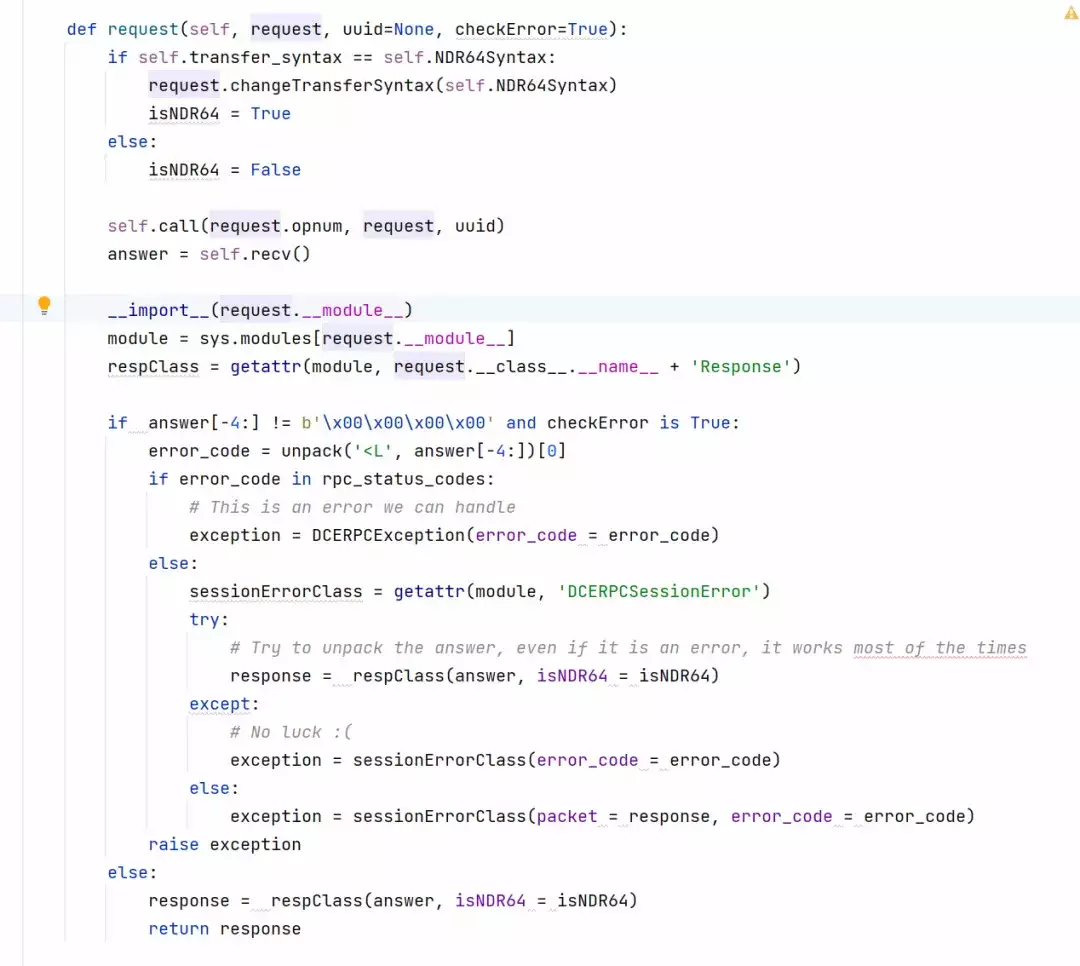 def request(self, request, uuid=None, checkError=True):
    if self.transfer_syntax == self.NDR64Syntax:
        request.changeTransferSyntax(self.NDR64Syntax)
        isNDR64 = True
    else:
        isNDR64 = False

    self.call(request.opnum, request, uuid)
    answer = self.recv()

    __import__(request.__module__)
    module = sys.modules[request.__module__]
    respClass = getattr(module, request.__class__.__name__ + 'Response')

    if  answer[-4:] != b'\x00\x00\x00\x00' and checkError is True:
        error_code = unpack('<L', answer[-4:])[0]
        if error_code in rpc_status_codes:
            # This is an error we can handle
            exception = DCERPCException(error_code = error_code)
        else:
            sessionErrorClass = getattr(module, 'DCERPCSessionError')
            try:
                # Try to unpack the answer, even if it is an error, it works most of the times
                response =  respClass(answer, isNDR64 = isNDR64)
            except:
                # No luck :(
                exception = sessionErrorClass(error_code = error_code)
            else:
                exception = sessionErrorClass(packet = response, error_code = error_code)
        raise exception
    else:
        response =  respClass(answer, isNDR64 = isNDR64)
        return response